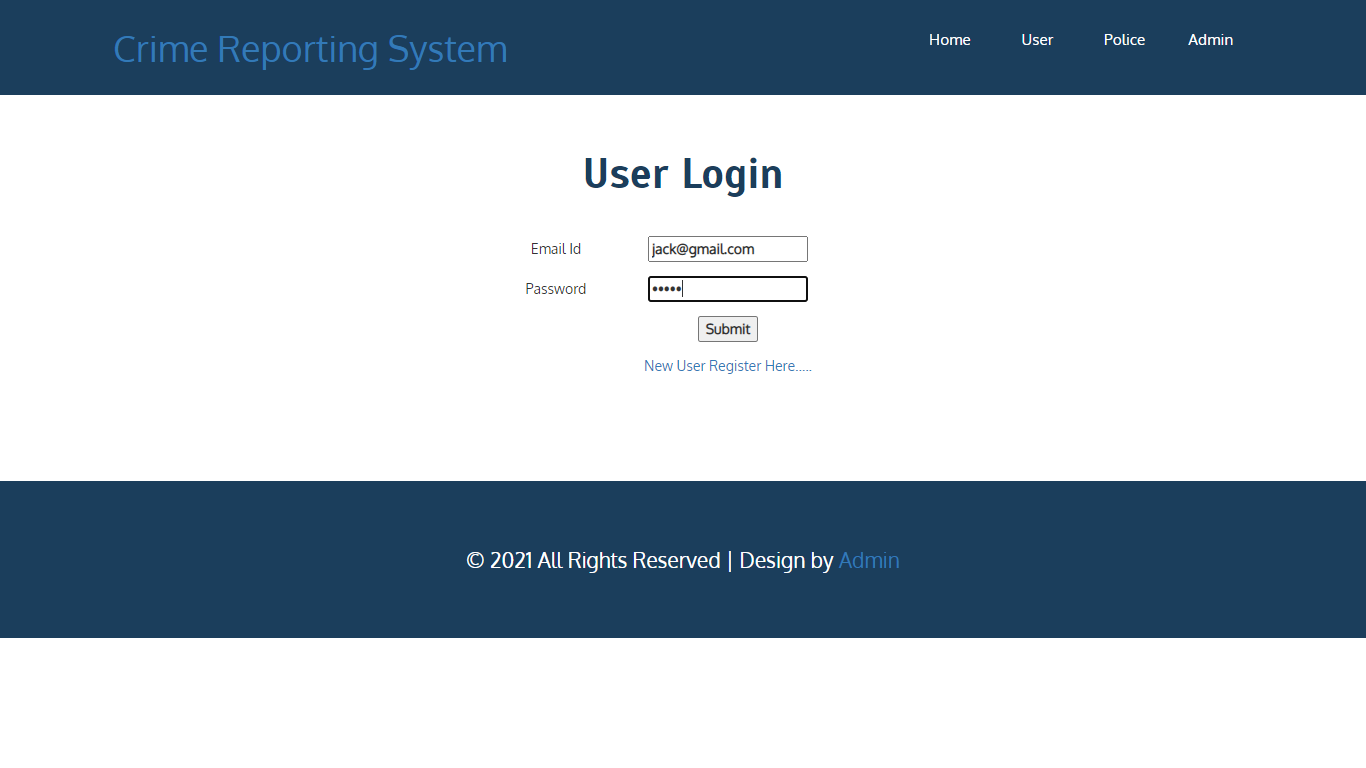 Crime Reporting System
Home User Police Admin
User Login
Email Id jack@gmail.com
Password •••••
Submit
New User Register Here.....
© 2021 All Rights Reserved | Design by Admin